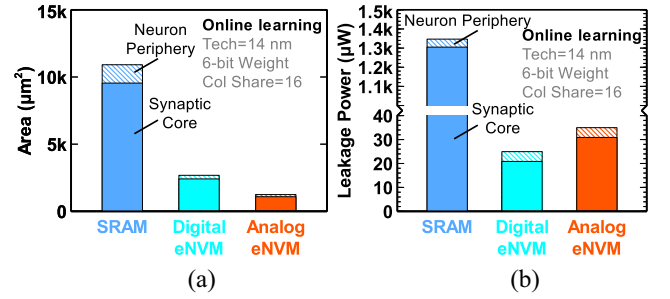 15k
10k
5k
0
Area (μm²)
Neuron
Periphery
Synaptic
Core
Online learning
Tech=14 nm
6-bit Weight
Col Share=16
SRAM
Digital
eNVM
Analog
eNVM
(a)
1.5k
1.4k
1.3k
1.2k
1.1k
40
30
20
10
0
Leakage Power (μW)
Neuron Periphery
Online learning
Tech=14 nm
6-bit Weight
Col Share=16
Synaptic
Core
SRAM
Digital
eNVM
Analog
eNVM
(b)